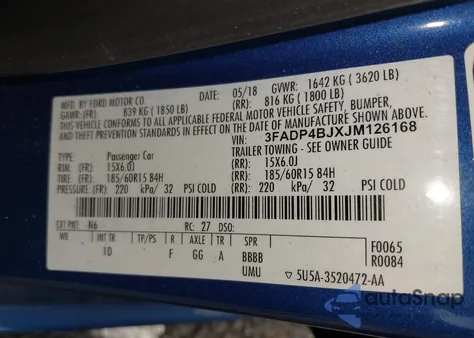 MFD. BY FORD MOTOR CO.
DATE: 05/18 GVWR: 1642 KG ( 3620 LB)
GAWR: (FR) 839 KG ( 1850 LB) (RR) 816 KG ( 1800 LB)
THIS VEHICLE CONFORMS TO ALL APPLICABLE FEDERAL MOTOR VEHICLE SAFETY, BUMPER,
AND THEFT PREVENTION STANDARDS IN EFFECT ON THE DATE OF MANUFACTURE SHOWN ABOVE.
VIN: 3FADP4BJXJM126168
TYPE: Passenger Car TRAILER TOWING - SEE OWNER GUIDE
RIM: (FR) 15X6.0J (RR) 15X6.0J
TIRE: (FR) 185/60R15 84H (RR) 185/60R15 84H
PRESSURE: (FR) 220 kPa/ 32 PSI COLD (RR) 220 kPa/ 32 PSI COLD
EXT PNT: N6 RC: 27 DSO:
WB INT TR TP/PS R AXLE TR SPR F0065
1D F GG A BBBB R0084
UMU ▽ 5U5A-3520472-AA
autoSnap